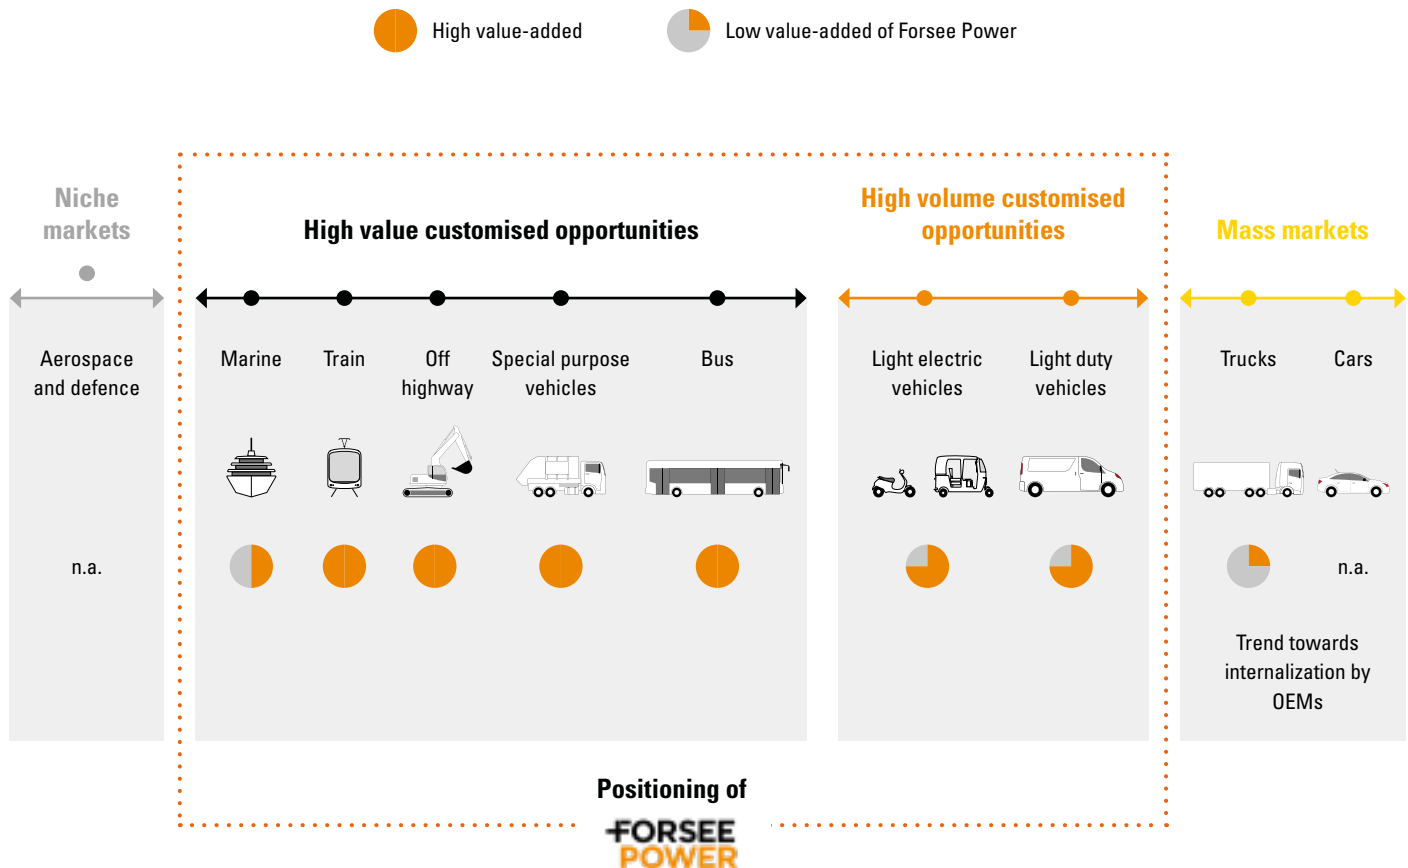 High value-added
Low value-added of Forsee Power
Niche
markets
High value customised opportunities
High volume customised
opportunities
Mass markets
Aerospace
and defence
Marine
Train
Off
highway
Special purpose
vehicles
Bus
Light electric
vehicles
Light duty
vehicles
Trucks
Cars
n.a.
n.a.
Trend towards
internalization by
OEMs
Positioning of
FORSEE
POWER